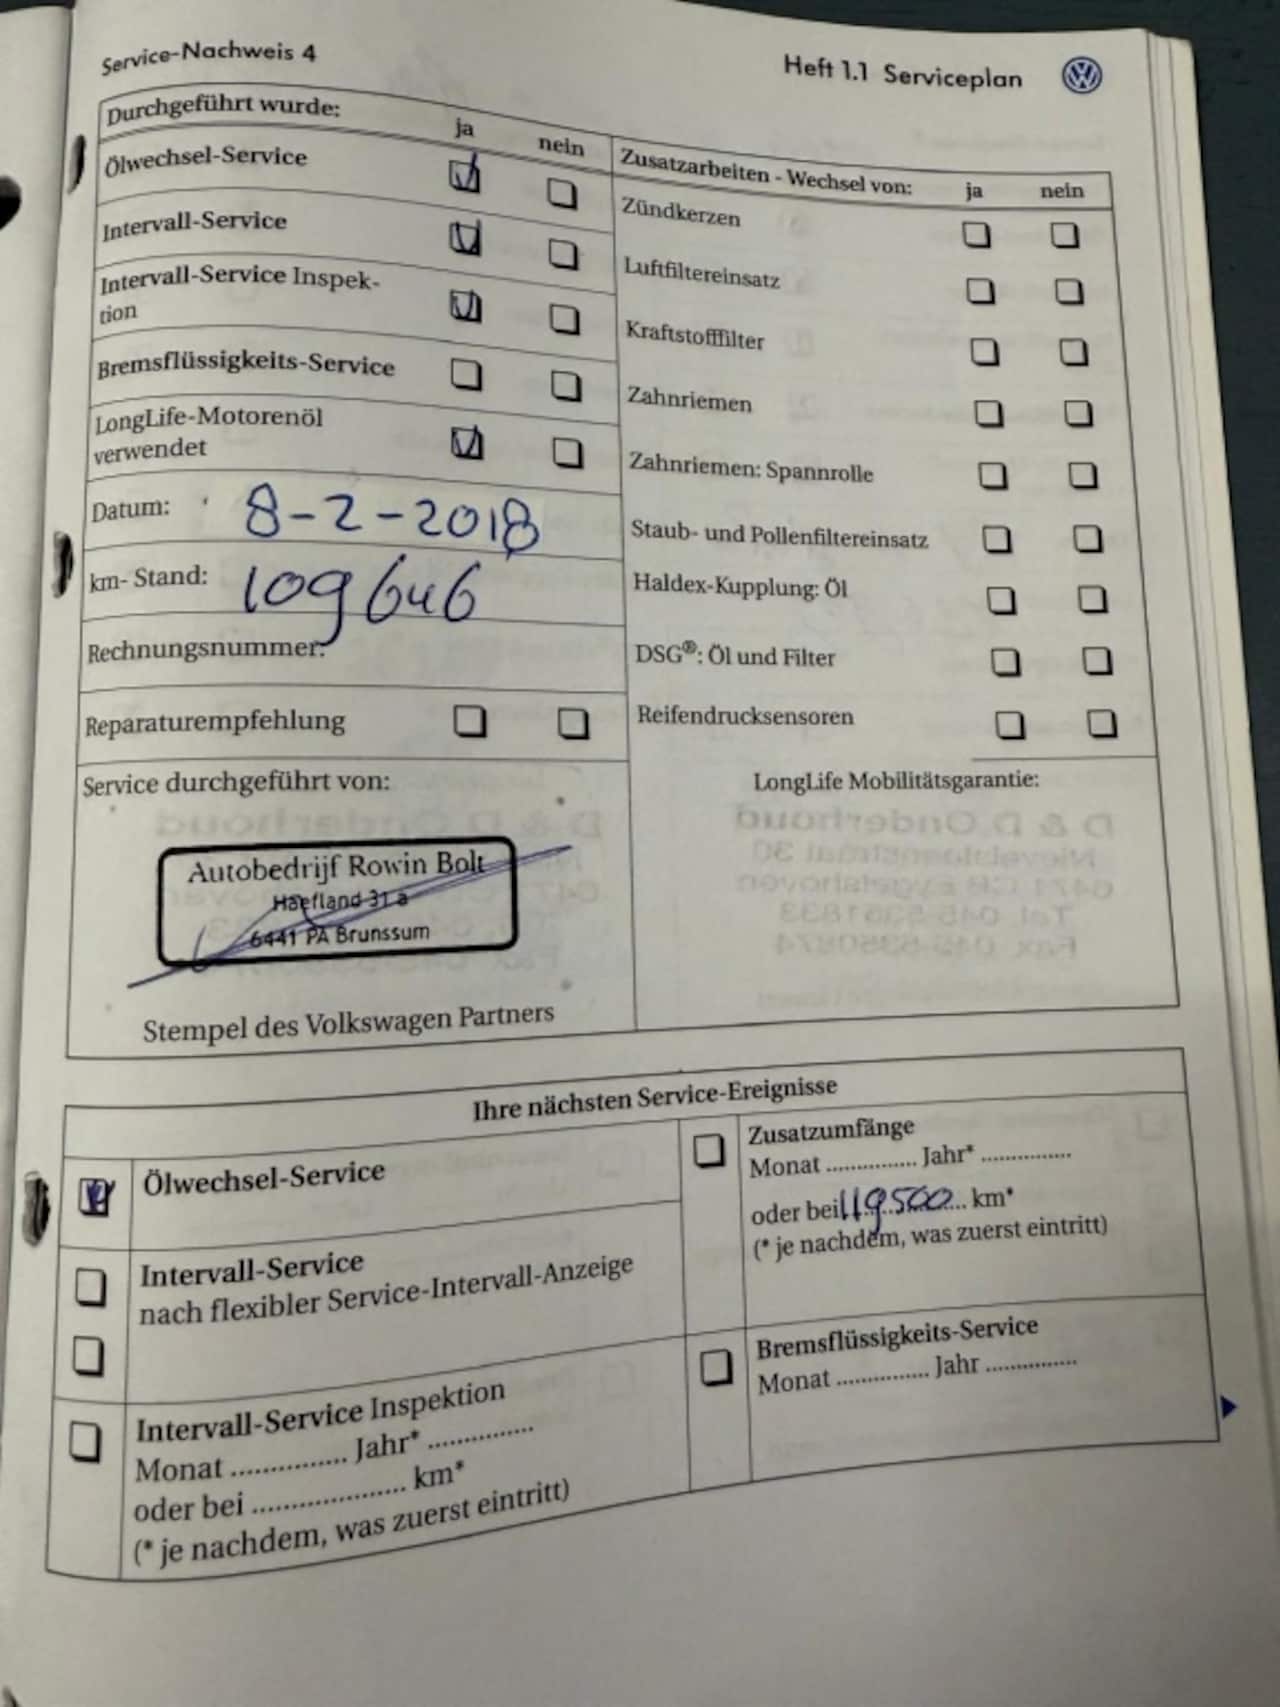 Service-Nachweis 4
Heft 1.1 Serviceplan
Durchgeführt wurde: ja nein
Ölwechsel-Service
Intervall-Service
Intervall-Service Inspek-
tion
Bremsflüssigkeits-Service
LongLife-Motorenöl
verwendet
Datum: 8-2-2018
km-Stand: 109646
Rechnungsnummer:
Reparaturempfehlung
Service durchgeführt von:
Autobedrijf Rowin Bolt
Haefland 31 a
6441 PA Brunssum
Stempel des Volkswagen Partners
Zusatzarbeiten - Wechsel von: ja nein
Zündkerzen
Luftfiltereinsatz
Kraftstofffilter
Zahnriemen
Zahnriemen: Spannrolle
Staub- und Pollenfiltereinsatz
Haldex-Kupplung: Öl
DSG®: Öl und Filter
Reifendrucksensoren
LongLife Mobilitätsgarantie:
Ihre nächsten Service-Ereignisse
Ölwechsel-Service
Intervall-Service
nach flexibler Service-Intervall-Anzeige
Intervall-Service Inspektion
Monat ............... Jahr* ...............
oder bei ..................... km*
(* je nachdem, was zuerst eintritt)
Zusatzumfänge
Monat ............... Jahr* ...............
oder bei 119500 km*
(* je nachdem, was zuerst eintritt)
Bremsflüssigkeits-Service
Monat ............... Jahr ...............